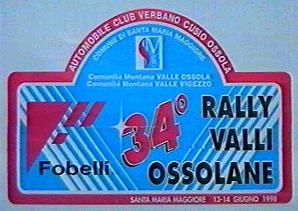 AUTOMOBILE CLUB VERBANO CUSIO OSSOLA
COMUNE DI SANTA MARIA MAGGIORE
Comunità Montana VALLE OSSOLA
Comunità Montana VALLE VIGEZZO
34° RALLY
VALLI
OSSOLANE
Fobelli
SANTA MARIA MAGGIORE 13-14 GIUGNO 1998